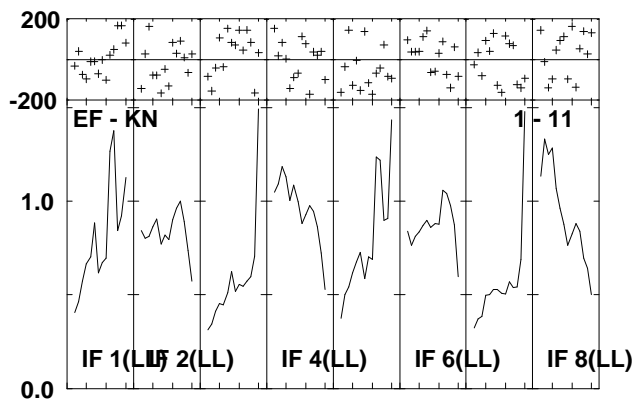 200
-200
EF - KN 1 - 11
1.0
IF 1(LL) IF 2(LL) IF 4(LL) IF 6(LL) IF 8(LL)
0.0